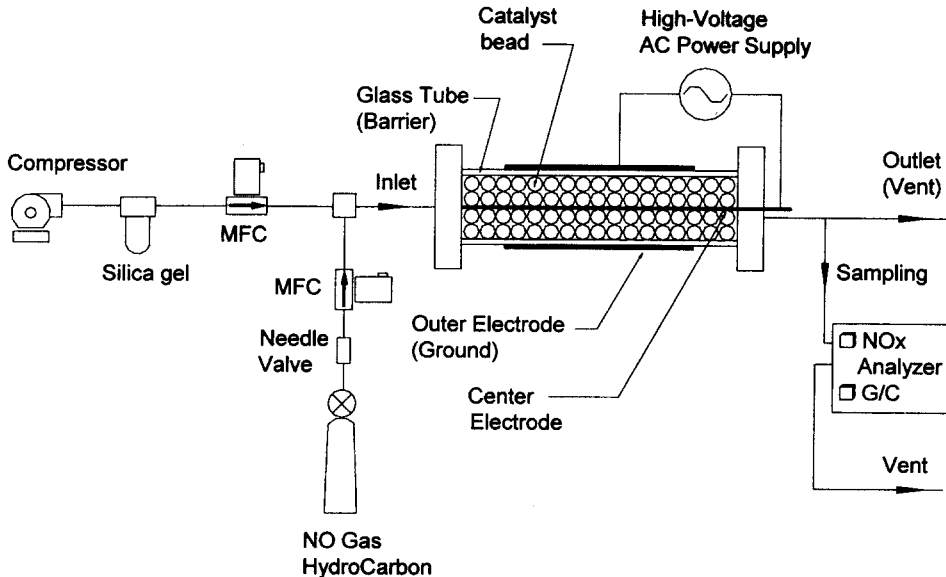 Catalyst
bead
High-Voltage
AC Power Supply
Glass Tube
(Barrier)
Compressor
Inlet
Outlet
(Vent)
MFC
Silica gel
Sampling
MFC
Outer Electrode
(Ground)
Needle
Valve
NOx
Analyzer
G/C
Center
Electrode
Vent
NO Gas
HydroCarbon